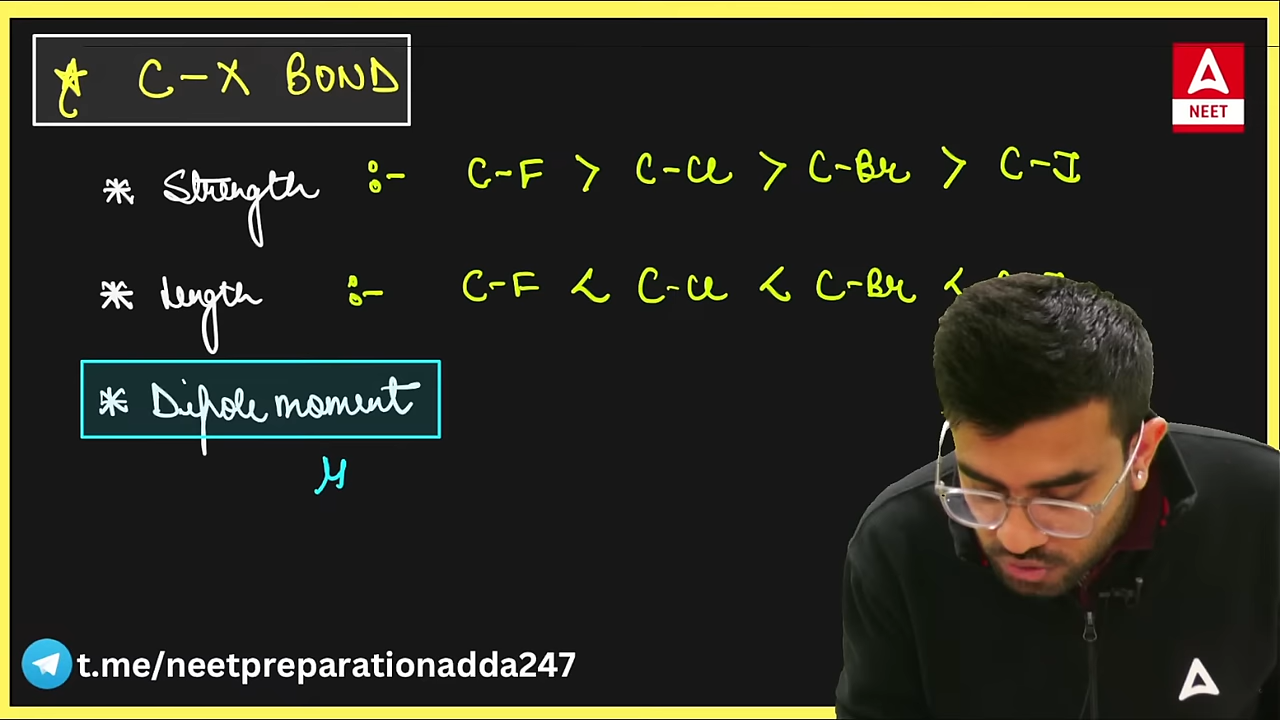 * C-X BOND
NEET
* Strength :- C-F > C-Cl > C-Br > C-I
* Length :- C-F < C-Cl < C-Br <
* Dipole moment
μ
t.me/neetpreparationadda247